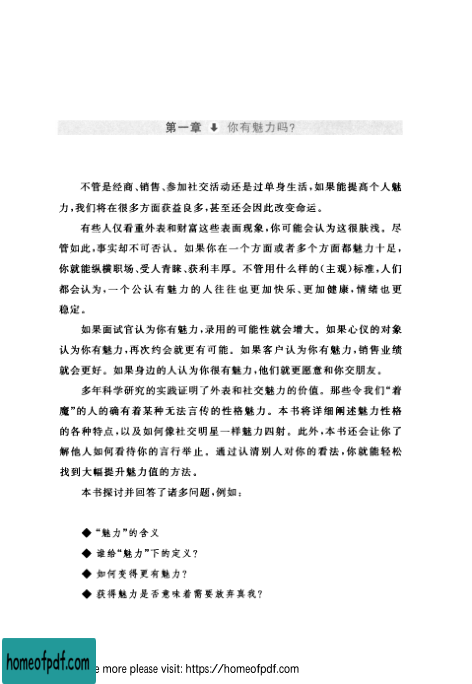 第一章 ⬇ 你有魅力吗？
不管是经商、销售、参加社交活动还是过单身生活，如果能提高个人魅
力，我们将在很多方面获益良多，甚至还会因此改变命运。
有些人仅看重外表和财富这些表面现象，你可能会认为这很肤浅。尽
管如此，事实却不可否认。如果你在一个方面或者多个方面都魅力十足，
你就能纵横职场、受人青睐、获利丰厚。不管用什么样的（主观）标准，人们
都会认为，一个公认有魅力的人往往也更加快乐、更加健康，情绪也更
稳定。
如果面试官认为你有魅力，录用的可能性就会增大。如果心仪的对象
认为你有魅力，再次约会就更有可能。如果客户认为你有魅力，销售业绩
就会更好。如果身边的人认为你很有魅力，他们就更愿意和你交朋友。
多年科学研究的实践证明了外表和社交魅力的价值。那些令我们“着
魔”的人的确有着某种无法言传的性格魅力。本书将详细阐述魅力性格
的各种特点，以及如何像社交明星一样魅力四射。此外，本书还会让你了
解他人如何看待你的言行举止。通过认清别人对你的看法，你就能轻松
找到大幅提升魅力值的方法。
本书探讨并回答了诸多问题，例如：
◆ “魅力”的含义
◆ 谁给“魅力”下的定义？
◆ 如何变得更有魅力？
◆ 获得魅力是否意味着需要放弃真我？
homeofpdf.com
more please visit: https://homeofpdf.com